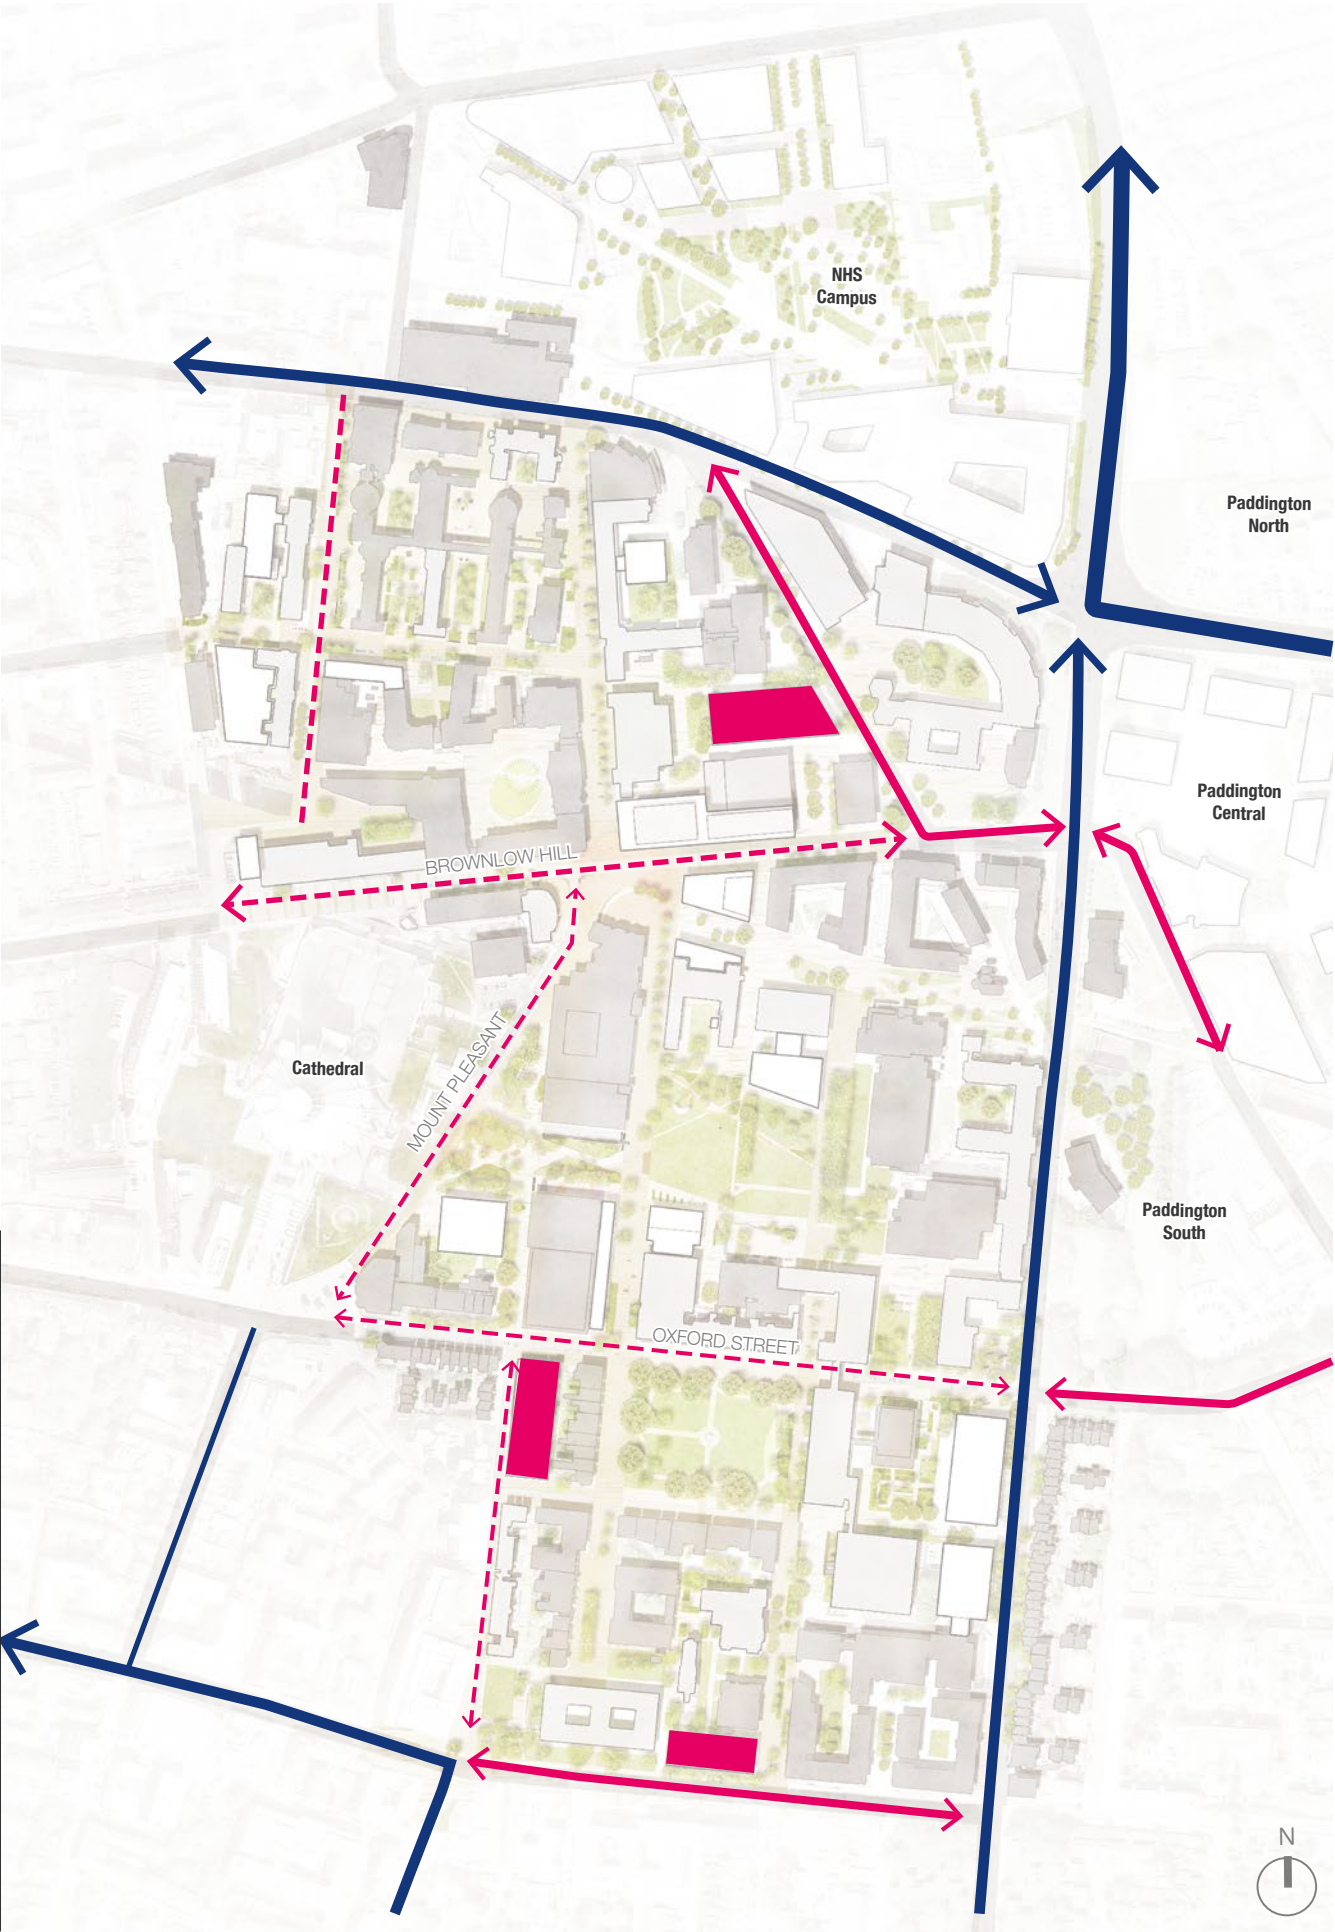 NHS
Campus
Paddington
North
Paddington
Central
BROWNLOW HILL
MOUNT PLEASANT
Cathedral
Paddington
South
OXFORD STREET
N